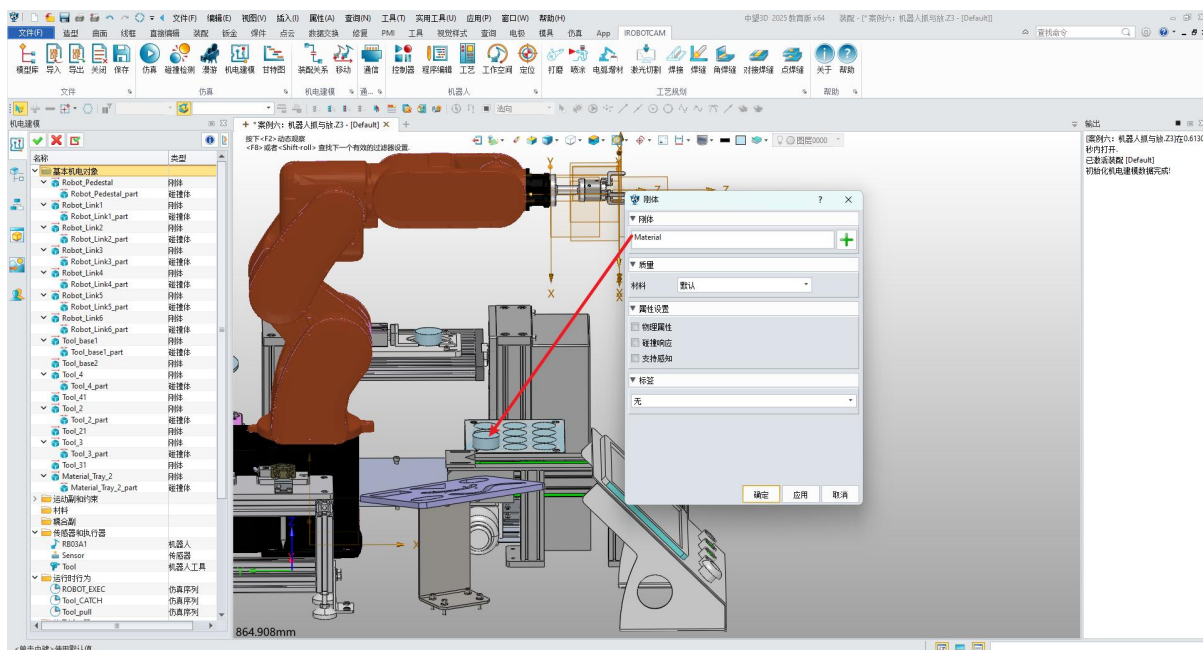 文件(F) 编辑(E) 视图(V) 插入(I) 属性(A) 查询(N) 工具(T) 实用工具(U) 应用(P) 窗口(W) 帮助(H) 中望3D 2025 教育版 x64 装配 - [* 案例六：机器人抓与放.Z3 - [Default]]
文件(F) 造型 曲面 线框 直接编辑 装配 钣金 焊件 点云 数据交换 修复 PMI 工具 视觉样式 查询 电极 模具 仿真 App IROBOTCAM 查找命令
模型库 导入 导出 关闭 保存 仿真 碰撞检测 漫游 机电建模 甘特图 装配关系 移动 通信 控制器 程序编辑 工艺 工作空间 定位 打磨 喷涂 电弧增材 激光切割 焊接 焊缝 角焊缝 对接焊缝 点焊缝 关于 帮助
文件 仿真 机电建模 通... 机器人 工艺规划 帮助
法向
机电建模
* 案例六：机器人抓与放.Z3 - [Default]
按下<F2> 动态观察
<F8> 或者<Shift-roll> 查找下一个有效的过滤器设置.
图层0000
名称 类型
基本机电对象
Robot_Pedestal 刚体
Robot_Pedestal_part 碰撞体
Robot_Link1 刚体
Robot_Link1_part 碰撞体
Robot_Link2 刚体
Robot_Link2_part 碰撞体
Robot_Link3 刚体
Robot_Link3_part 碰撞体
Robot_Link4 刚体
Robot_Link4_part 碰撞体
Robot_Link5 刚体
Robot_Link5_part 碰撞体
Robot_Link6 刚体
Robot_Link6_part 碰撞体
Tool_base1 刚体
Tool_base1_part 碰撞体
Tool_base2 刚体
Tool_4 刚体
Tool_4_part 碰撞体
Tool_41 刚体
Tool_2 刚体
Tool_2_part 碰撞体
Tool_21 刚体
Tool_3 刚体
Tool_3_part 碰撞体
Tool_31 刚体
Material_Tray_2 刚体
Material_Tray_2_part 碰撞体
运动副和约束
材料
耦合副
传感器和执行器
RB03A1 机器人
Sensor 传感器
Tool 机器人工具
运行时行为
ROBOT_EXEC 仿真序列
Tool_CATCH 仿真序列
Tool_pull 仿真序列
Y
Z
X
X
Z
X
864.908mm
刚体 ? ×
刚体
Material
质量
材料 默认
属性设置
物理属性
碰撞响应
支持感知
标签
无
确定 应用 取消
输出
[案例六：机器人抓与放.Z3]在0.6130
秒内打开.
已激活装配 [Default]
初始化机电建模数据完成!
<单击中键>使用默认值.